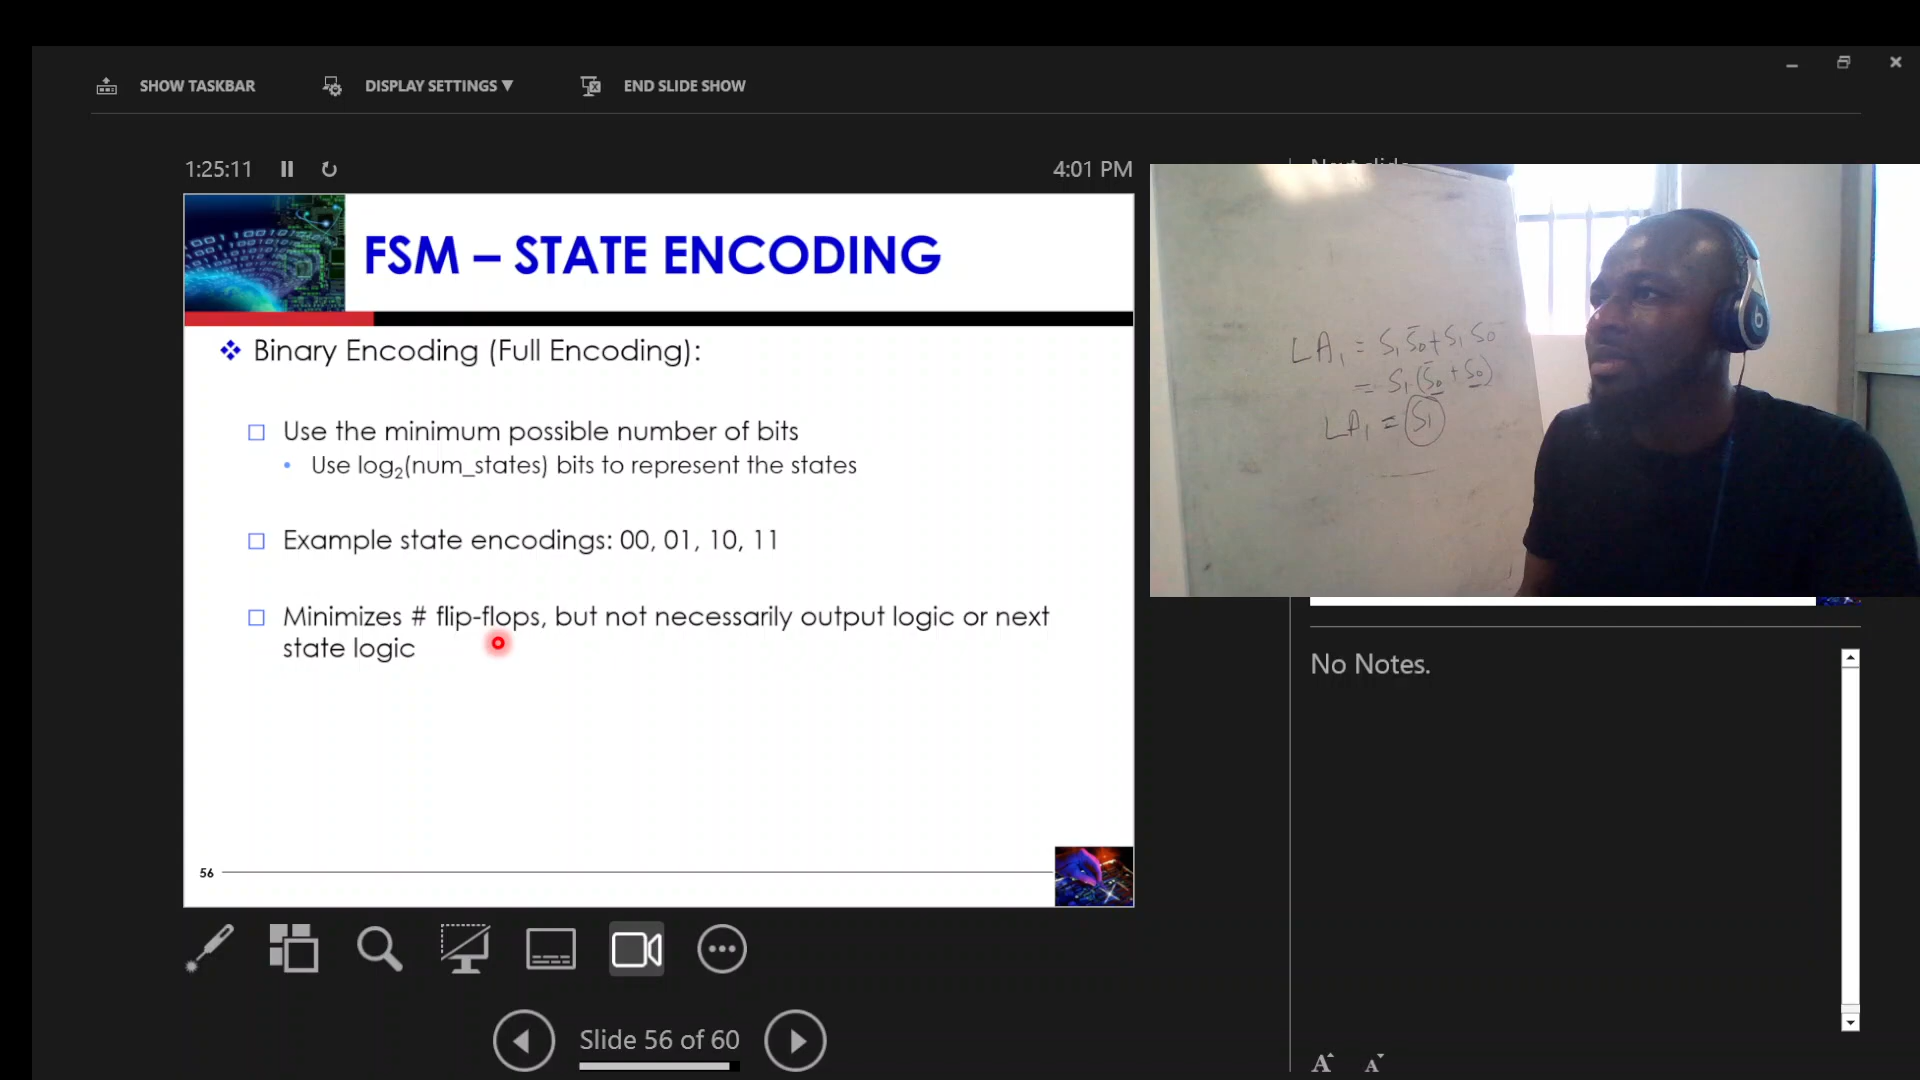 SHOW TASKBAR DISPLAY SETTINGS ▼ END SLIDE SHOW
1:25:11 4:01 PM
FSM – STATE ENCODING
❖ Binary Encoding (Full Encoding):
□ Use the minimum possible number of bits
• Use log₂(num_states) bits to represent the states
□ Example state encodings: 00, 01, 10, 11
□ Minimizes # flip-flops, but not necessarily output logic or next
state logic
56
Slide 56 of 60
Next slide
LA₁ = S₁S̅₀ + S₁S₀
= S₁(S̅₀ + S₀)
LA₁ = S₁
b
No Notes.
A A